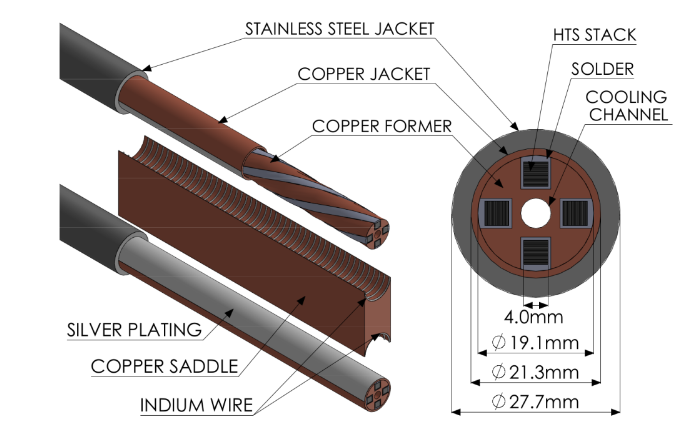 STAINLESS STEEL JACKET
COPPER JACKET
COPPER FORMER
HTS STACK
SOLDER
COOLING
CHANNEL
SILVER PLATING
COPPER SADDLE
INDIUM WIRE
4.0mm
∅19.1mm
∅21.3mm
∅27.7mm